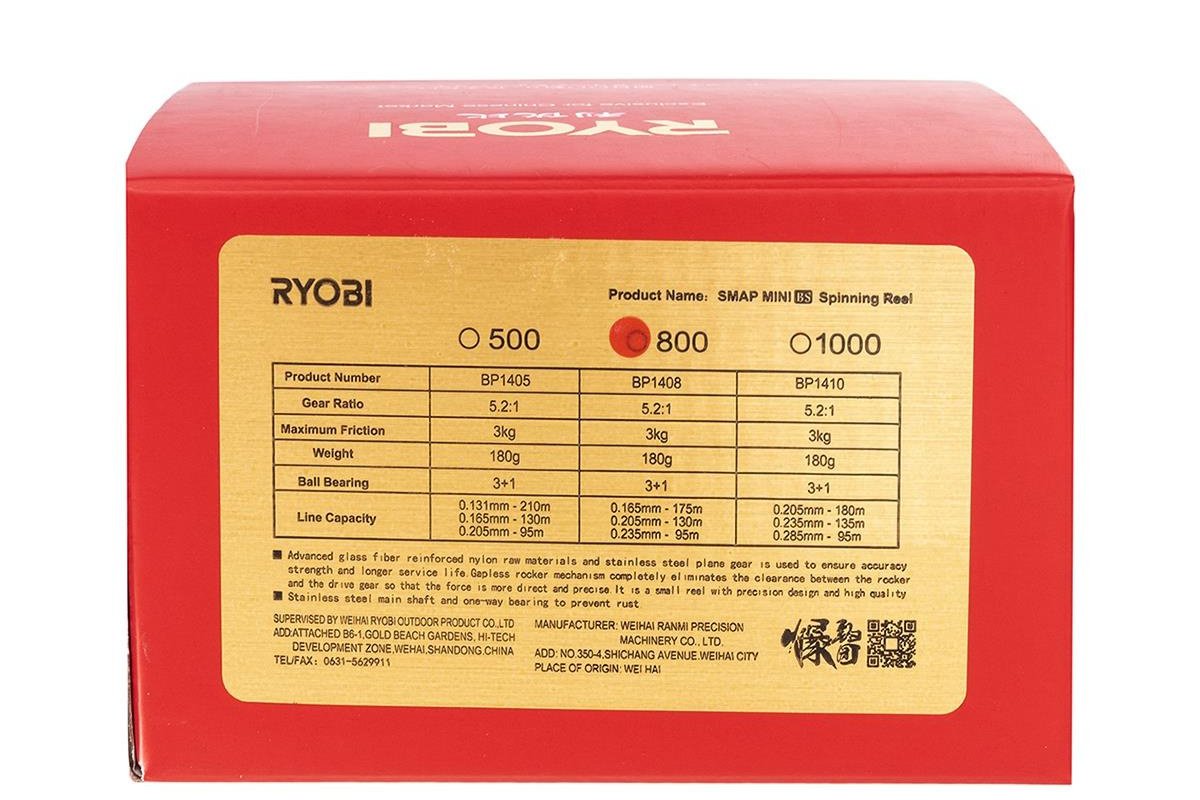 Exclusive for Chinese Market
RYOBI
RYOBI
Product Name: SMAP MINI BS Spinning Reel
500 800 1000
Product Number BP1405 BP1408 BP1410
Gear Ratio 5.2:1 5.2:1 5.2:1
Maximum Friction 3kg 3kg 3kg
Weight 180g 180g 180g
Ball Bearing 3+1 3+1 3+1
Line Capacity
0.131mm - 210m 0.165mm - 175m 0.205mm - 180m
0.165mm - 130m 0.205mm - 130m 0.235mm - 135m
0.205mm - 95m 0.235mm - 95m 0.285mm - 95m
■ Advanced glass fiber reinforced nylon raw materials and stainless steel plane gear is used to ensure accuracy
strength and longer service life.Gapless rocker mechanism completely eliminates the clearance between the rocker
and the drive gear so that the force is more direct and precise.It is a small reel with precision design and high quality
■ Stainless steel main shaft and one-way bearing to prevent rust
SUPERVISED BY WEIHAI RYOBI OUTDOOR PRODUCT CO.,LTD
ADD:ATTACHED B6-1,GOLD BEACH GARDENS, HI-TECH
DEVELOPMENT ZONE,WEHAI,SHANDONG.CHINA
TEL/FAX: 0631-5629911
MANUFACTURER: WEIHAI RANMI PRECISION
MACHINERY CO., LTD.
ADD: NO.350-4.SHICHANG AVENUE.WEIHAI CITY
PLACE OF ORIGIN: WEI HAI